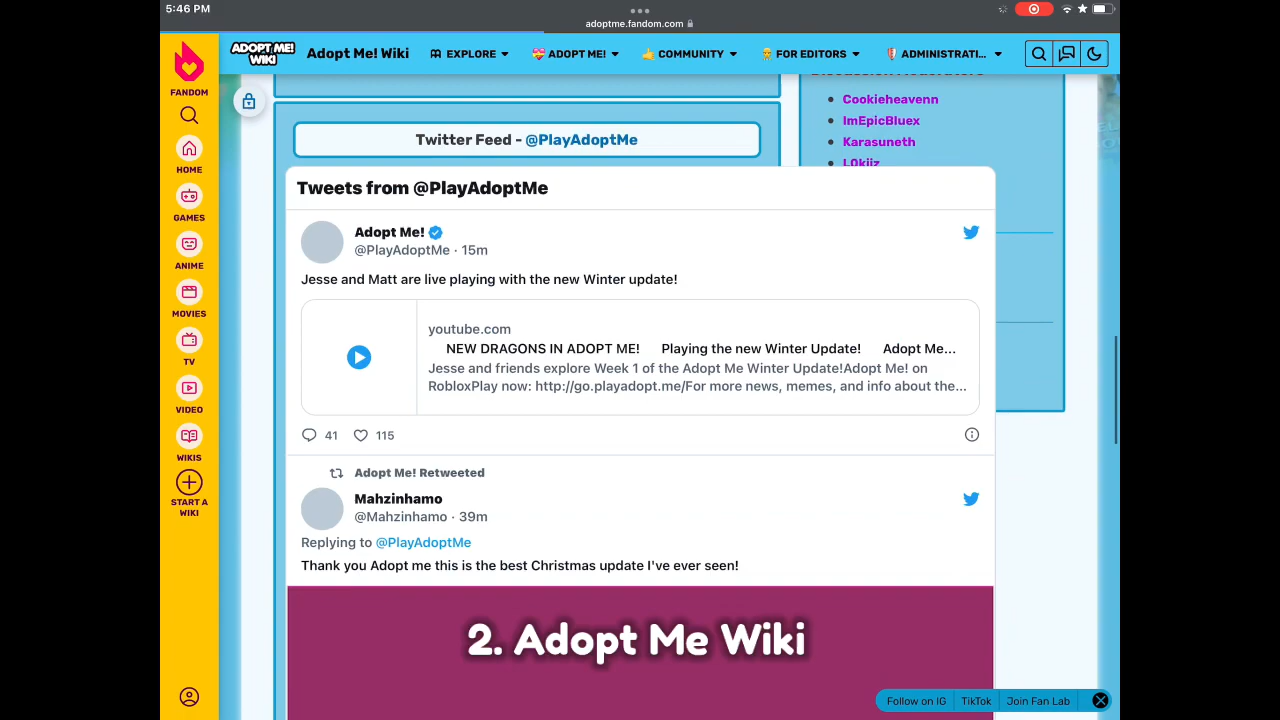 5:46 PM
adoptme.fandom.com
FANDOM
HOME
GAMES
ANIME
MOVIES
TV
VIDEO
WIKIS
START A
WIKI
ADOPT ME!
WIKI
Adopt Me! Wiki
EXPLORE
ADOPT ME!
COMMUNITY
FOR EDITORS
ADMINISTRATI...
Cookieheavenn
ImEpicBluex
Karasuneth
L0kiiz
Twitter Feed - @PlayAdoptMe
Tweets from @PlayAdoptMe
Adopt Me!
@PlayAdoptMe · 15m
Jesse and Matt are live playing with the new Winter update!
youtube.com
NEW DRAGONS IN ADOPT ME! Playing the new Winter Update! Adopt Me...
Jesse and friends explore Week 1 of the Adopt Me Winter Update!Adopt Me! on
RobloxPlay now: http://go.playadopt.me/For more news, memes, and info about the...
41 115
Adopt Me! Retweeted
Mahzinhamo
@Mahzinhamo · 39m
Replying to @PlayAdoptMe
Thank you Adopt me this is the best Christmas update I've ever seen!
2. Adopt Me Wiki
Follow on IG
TikTok
Join Fan Lab